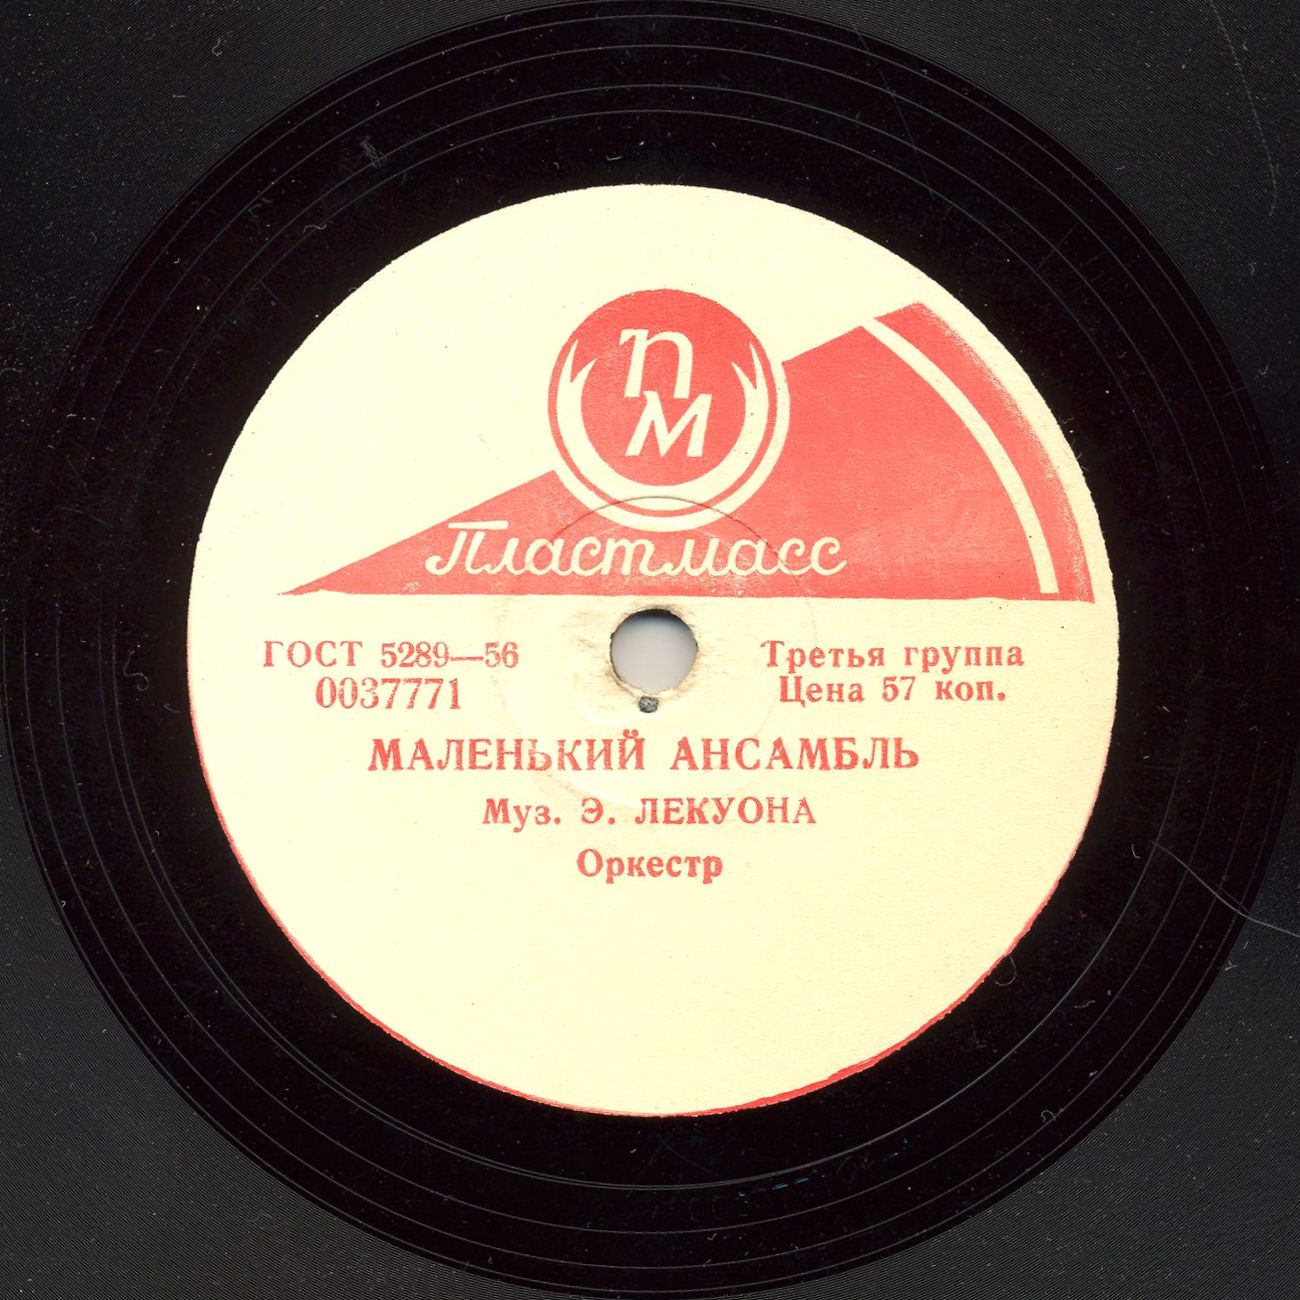 ПМ
Пластмасс
ГОСТ 5289—56
0037771
Третья группа
Цена 57 коп.
МАЛЕНЬКИЙ АНСАМБЛЬ
Муз. Э. ЛЕКУОНА
Оркестр